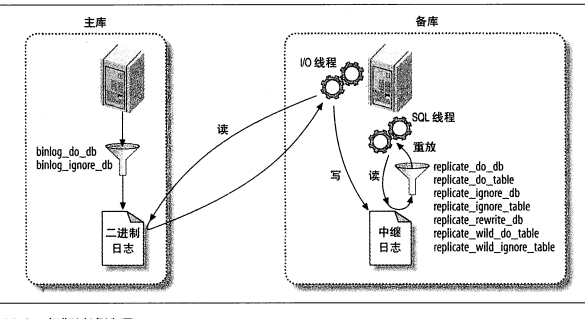 主库
binlog_do_db
binlog_ignore_db
二进制
日志
读
备库
I/O 线程
SQL 线程
重放
写
读
replicate_do_db
replicate_do_table
replicate_ignore_db
replicate_ignore_table
replicate_rewrite_db
replicate_wild_do_table
replicate_wild_ignore_table
中继
日志